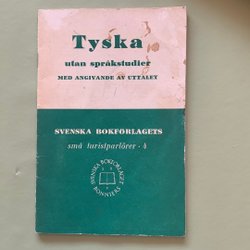 Tyska
utan språkstudier
MED ANGIVANDE AV UTTALET
SVENSKA BOKFÖRLAGETS
små turistparlörer · 4
SVENSKA BOKFÖRLAGET
BONNIERS